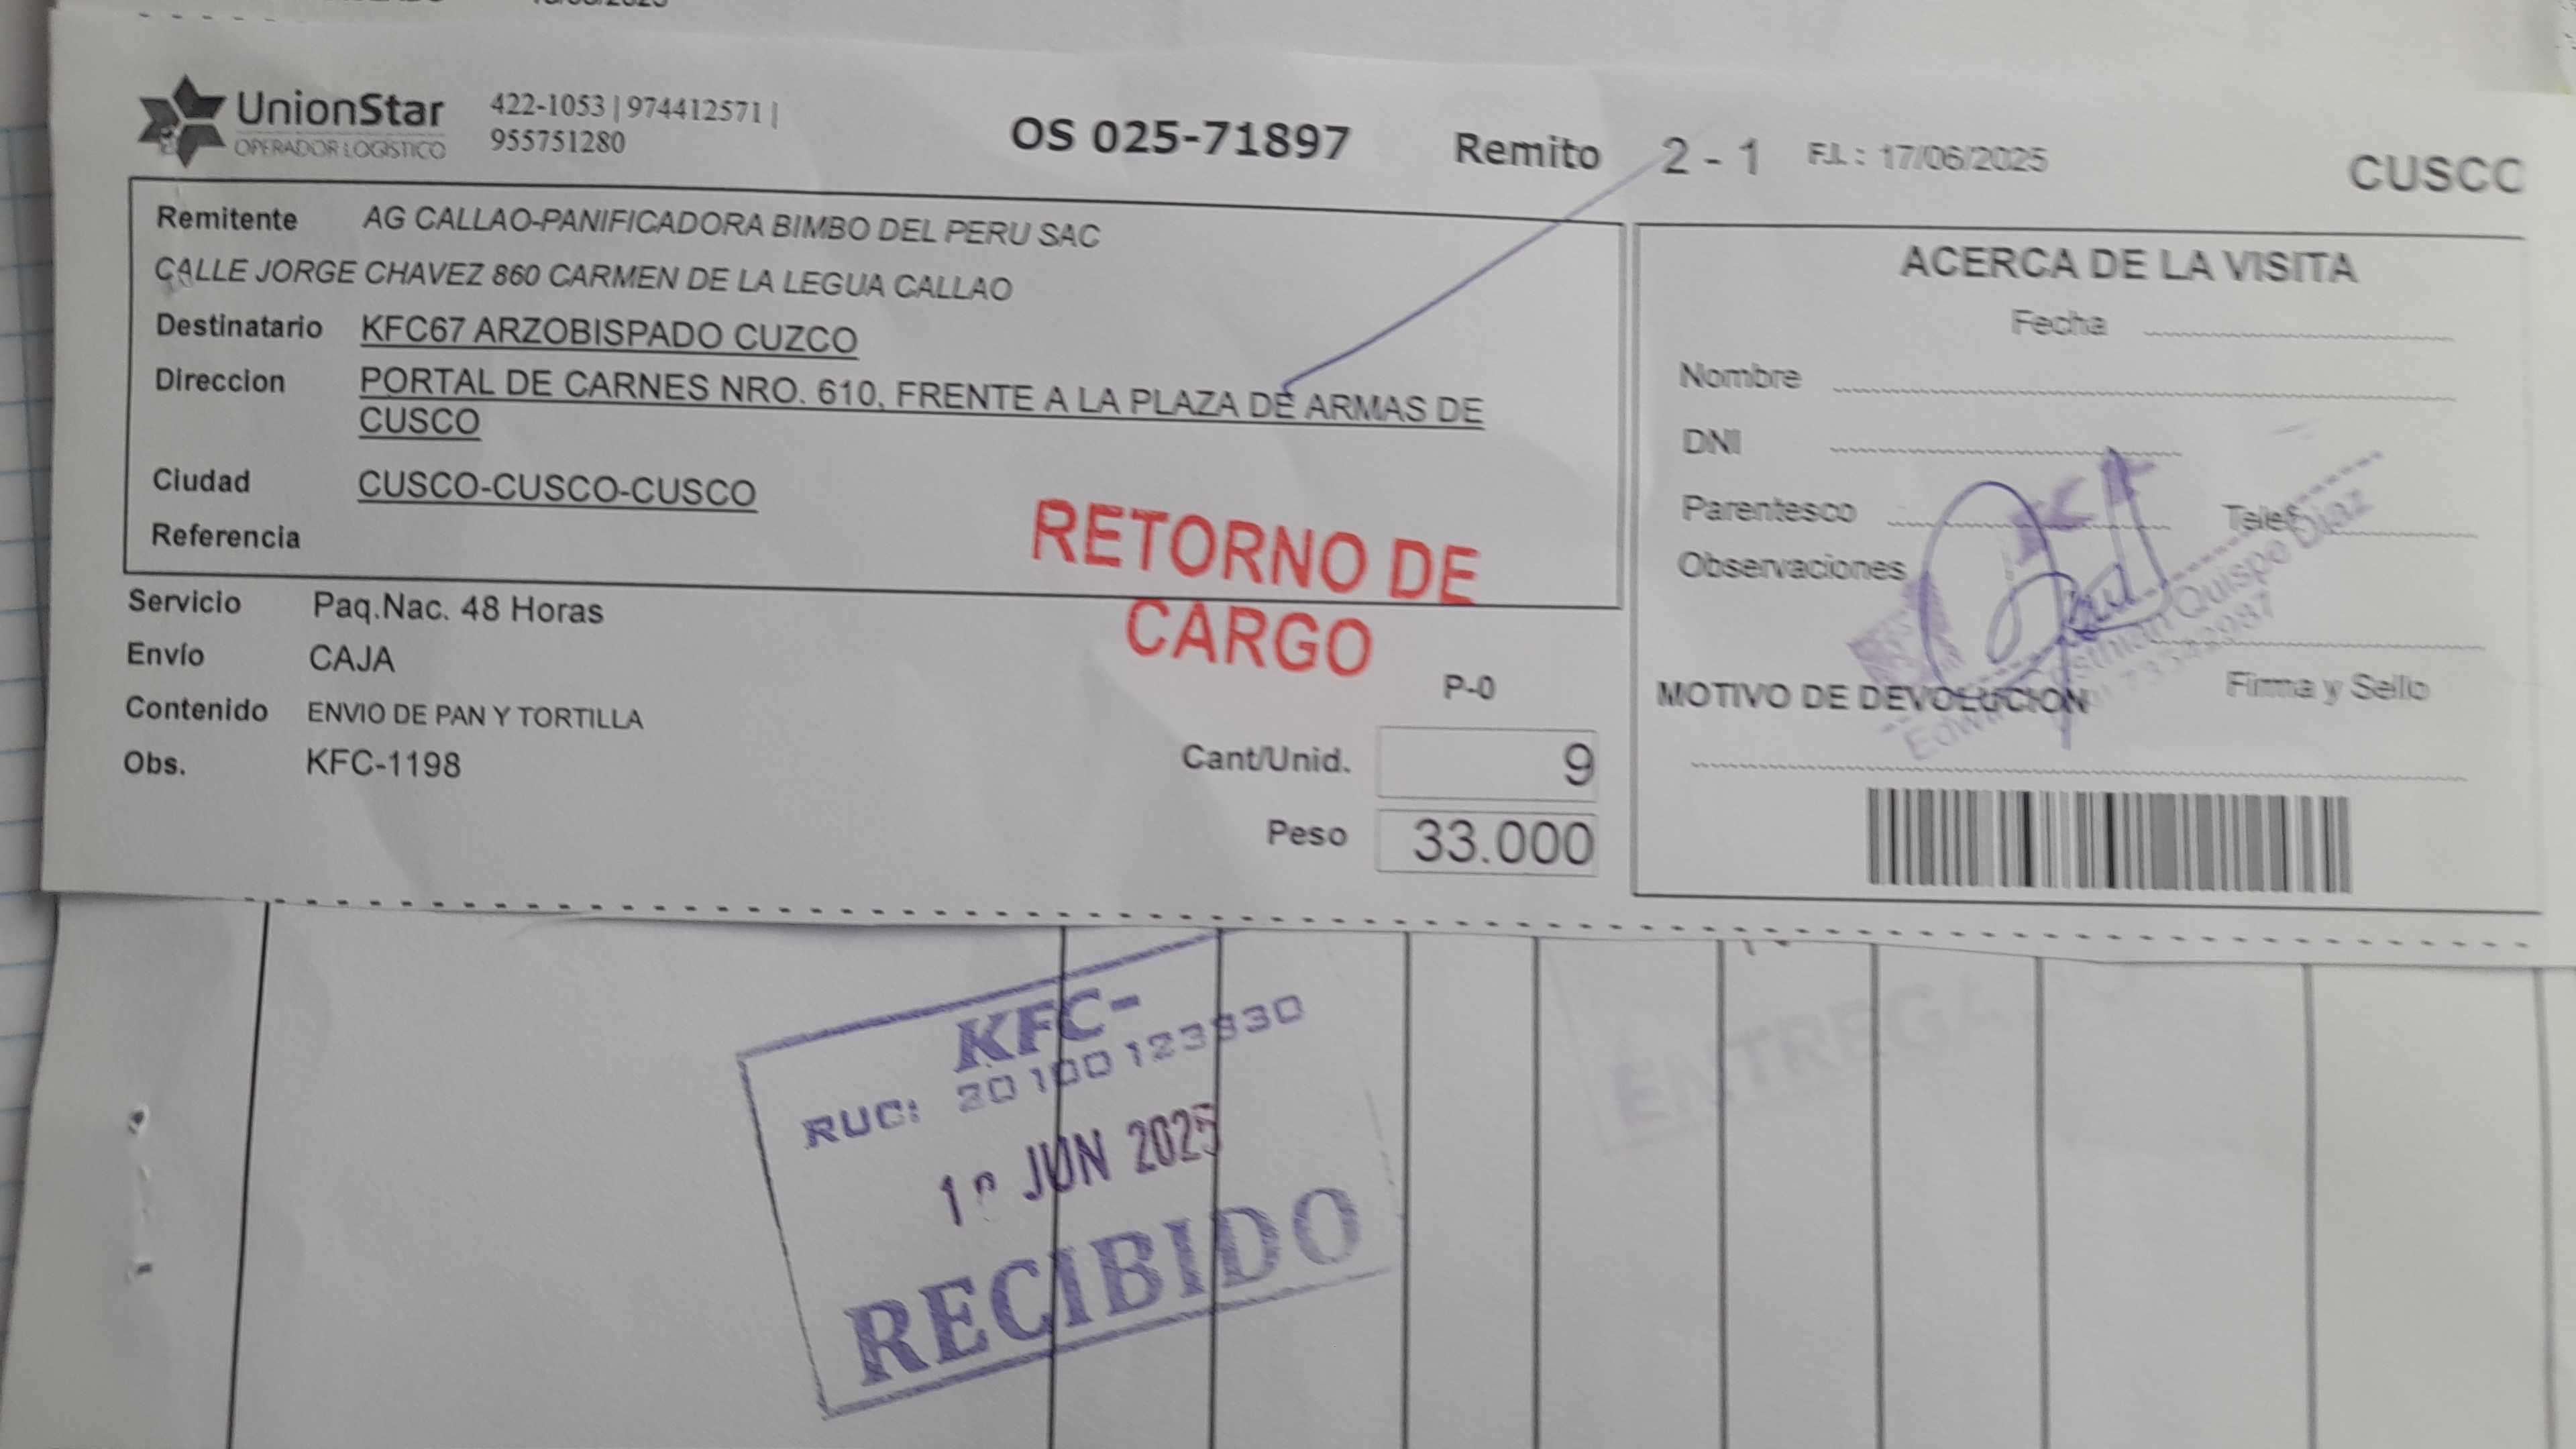 UnionStar
OPERADOR LOGÍSTICO
422-1053 | 974412571 |
955751280
OS 025-71897 Remito 2 - 1 F.I. : 17/06/2025 CUSCO
Remitente AG CALLAO-PANIFICADORA BIMBO DEL PERU SAC
CALLE JORGE CHAVEZ 860 CARMEN DE LA LEGUA CALLAO
Destinatario KFC67 ARZOBISPADO CUZCO
Direccion PORTAL DE CARNES NRO. 610, FRENTE A LA PLAZA DE ARMAS DE
CUSCO
Ciudad CUSCO-CUSCO-CUSCO
Referencia
RETORNO DE
CARGO
Servicio Paq.Nac. 48 Horas
Envío CAJA
Contenido ENVIO DE PAN Y TORTILLA
Obs. KFC-1198
P-0
Cant/Unid. 9
Peso 33.000
ACERCA DE LA VISITA
Fecha
Nombre
DNI
Parentesco Telef
Observaciones
Quispe Diaz
Firma y Sello
MOTIVO DE DEVOLUCION
KFC-
RUC: 20100123330
JUN 2025
RECIBIDO